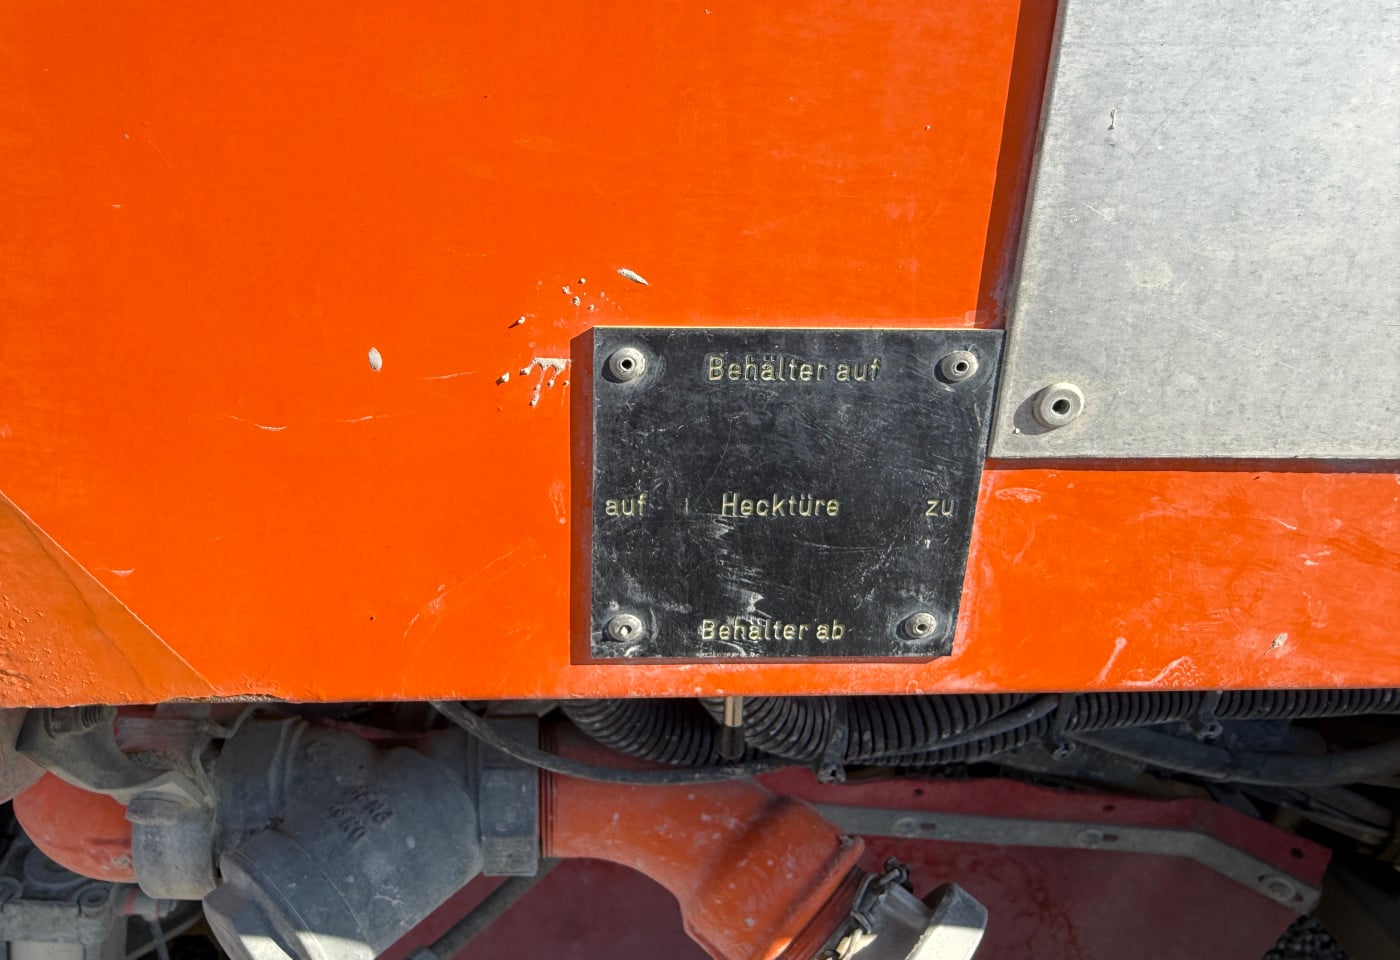 Behälter auf
auf Hecktüre zu
Behälter ab